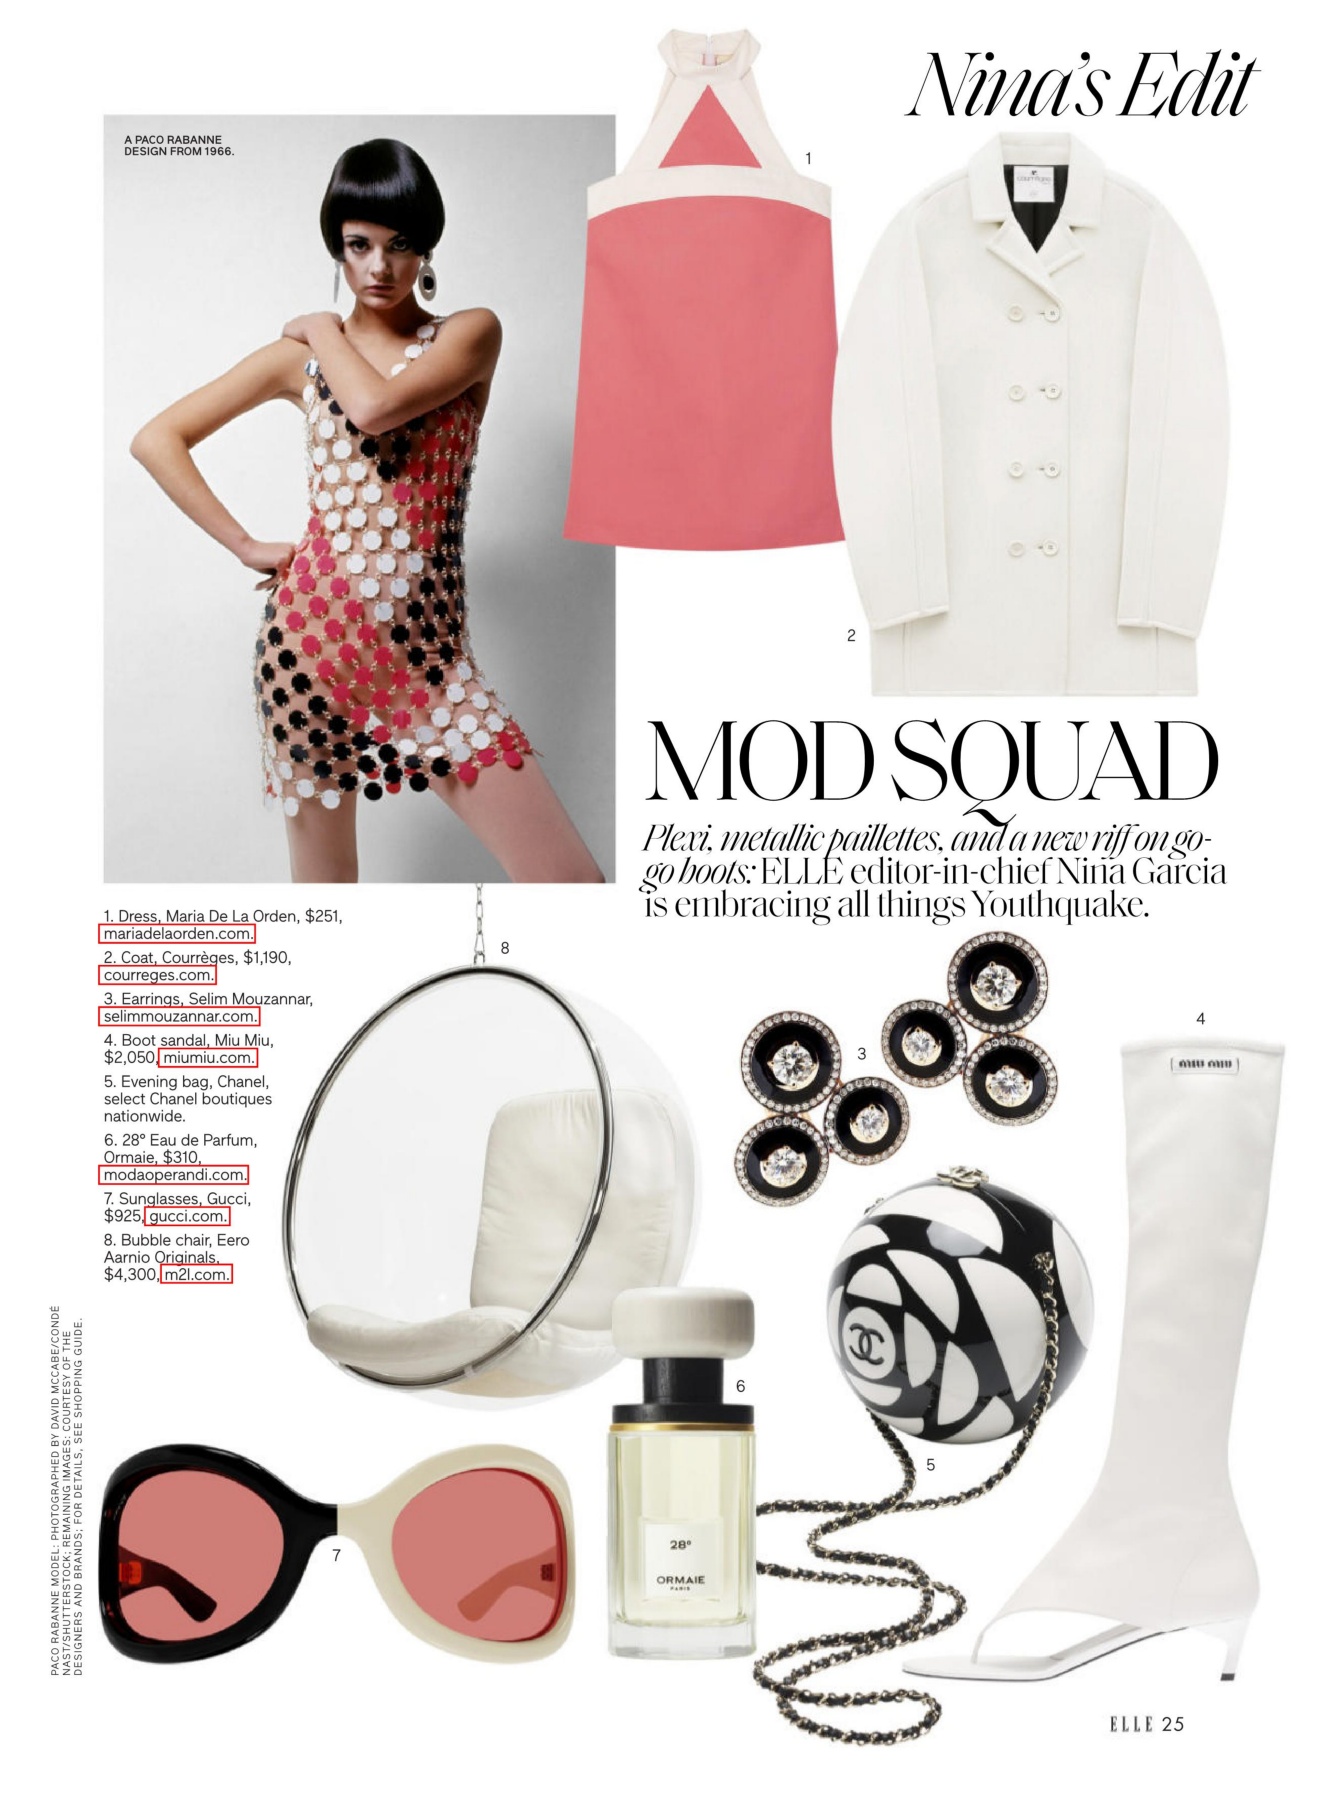 Nina's Edit
A PACO RABANNE
DESIGN FROM 1966.
1
courrèges
2
MOD SQUAD
Plexi, metallic paillettes, and a new riff on go-
go boots: ELLE editor-in-chief Nina Garcia
is embracing all things Youthquake.
1. Dress, Maria De La Orden, $251,
mariadelaorden.com.
2. Coat, Courrèges, $1,190,
courreges.com.
3. Earrings, Selim Mouzannar,
selimmouzannar.com.
4. Boot sandal, Miu Miu,
$2,050, miumiu.com.
5. Evening bag, Chanel,
select Chanel boutiques
nationwide.
6. 28° Eau de Parfum,
Ormaie, $310,
modaoperandi.com.
7. Sunglasses, Gucci,
$925, gucci.com.
8. Bubble chair, Eero
Aarnio Originals,
$4,300, m2l.com.
8
3
4
MIU MIU
5
6
28°
ORMAIE
PARIS
7
PACO RABANNE MODEL: PHOTOGRAPHED BY DAVID MCCABE/CONDÉ
NAST/SHUTTERSTOCK; REMAINING IMAGES: COURTESY OF THE
DESIGNERS AND BRANDS; FOR DETAILS, SEE SHOPPING GUIDE.
ELLE 25